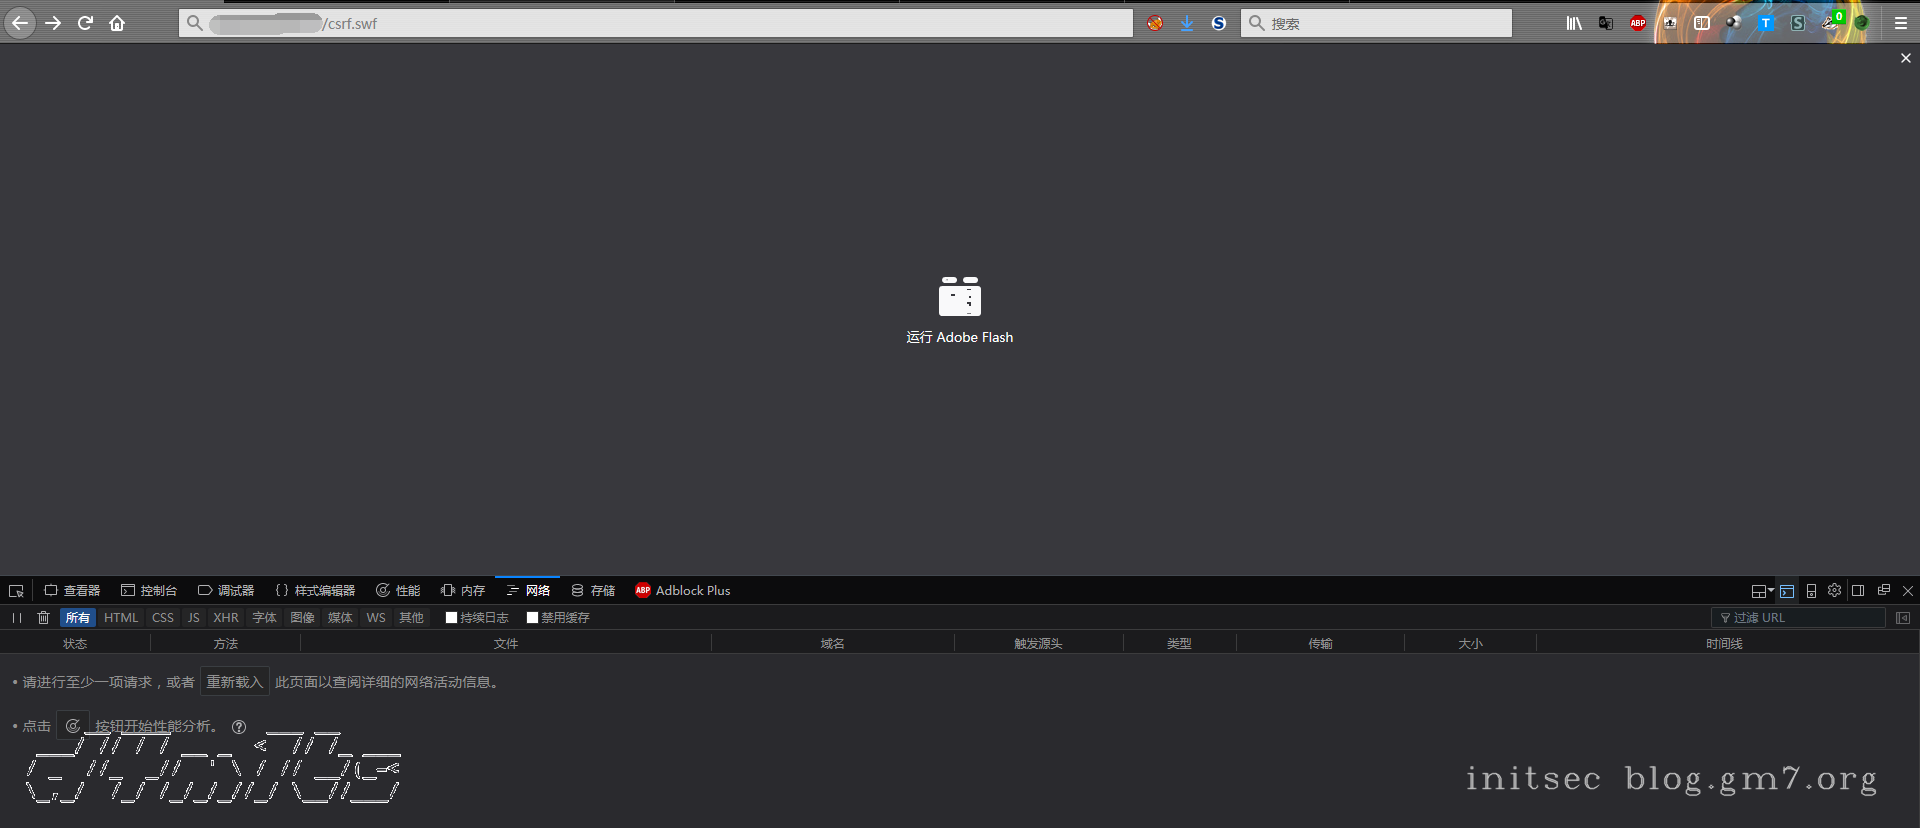 /csrf.swf
搜索
ABP
T
S
S
0
运行 Adobe Flash
查看器 控制台 调试器 {} 样式编辑器 性能 内存 网络 存储 ABP Adblock Plus
所有 HTML CSS JS XHR 字体 图像 媒体 WS 其他 持续日志 禁用缓存 过滤 URL
状态 方法 文件 域名 触发源头 类型 传输 大小 时间线
• 请进行至少一项请求，或者 重新载入 此页面以查阅详细的网络活动信息。
• 点击 按钮开始性能分析。 ?
initsec blog.gm7.org